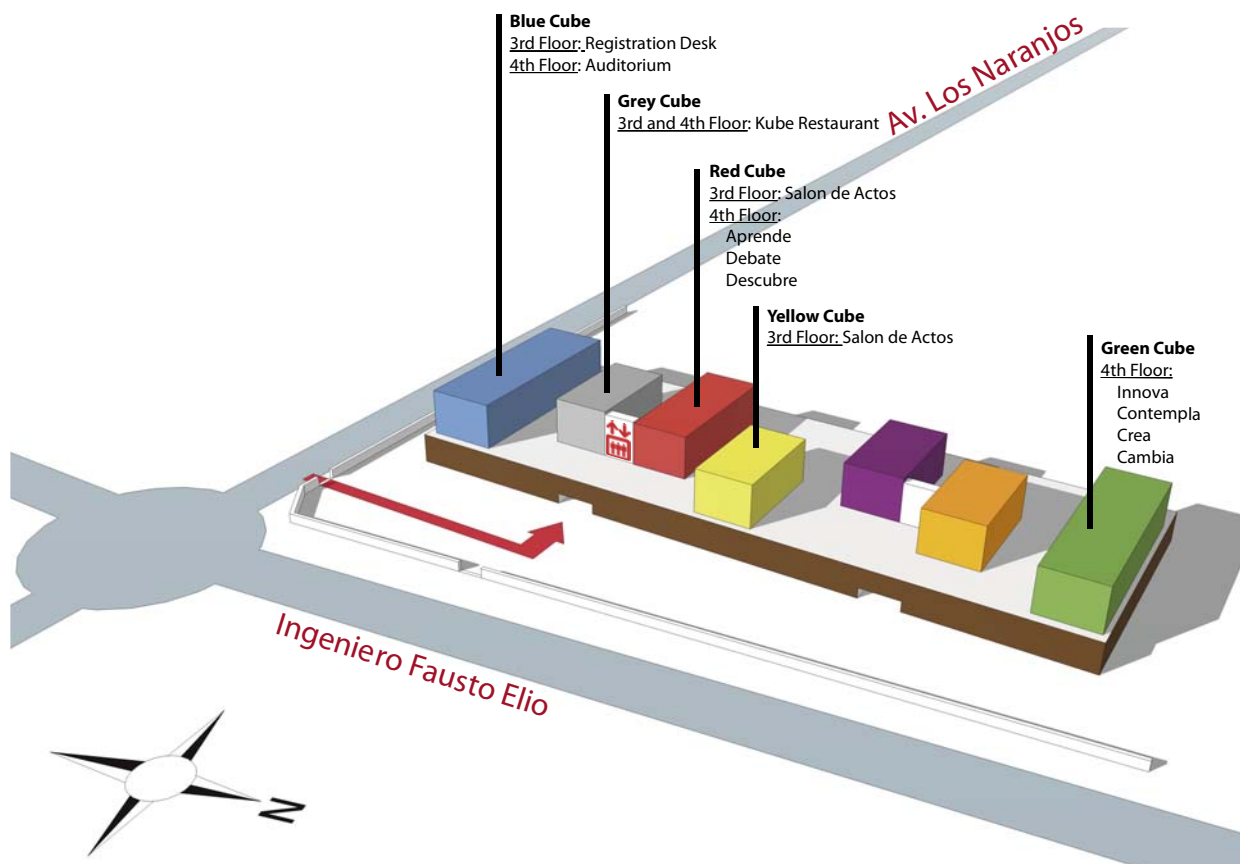 Blue Cube
3rd Floor: Registration Desk
4th Floor: Auditorium
Av. Los Naranjos
Grey Cube
3rd and 4th Floor: Kube Restaurant
Red Cube
3rd Floor: Salon de Actos
4th Floor:
Aprende
Debate
Descubre
Yellow Cube
3rd Floor: Salon de Actos
Green Cube
4th Floor:
Innova
Contempla
Crea
Cambia
Ingeniero Fausto Elio
N